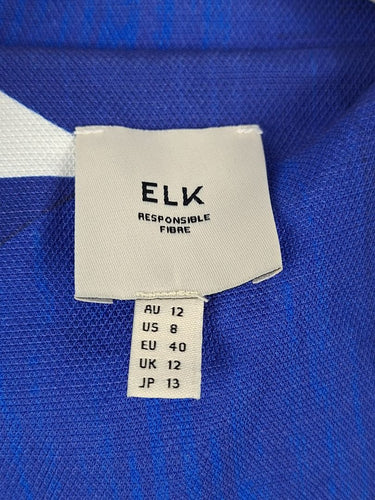 ELK
RESPONSIBLE
FIBRE
AU 12
US 8
EU 40
UK 12
JP 13